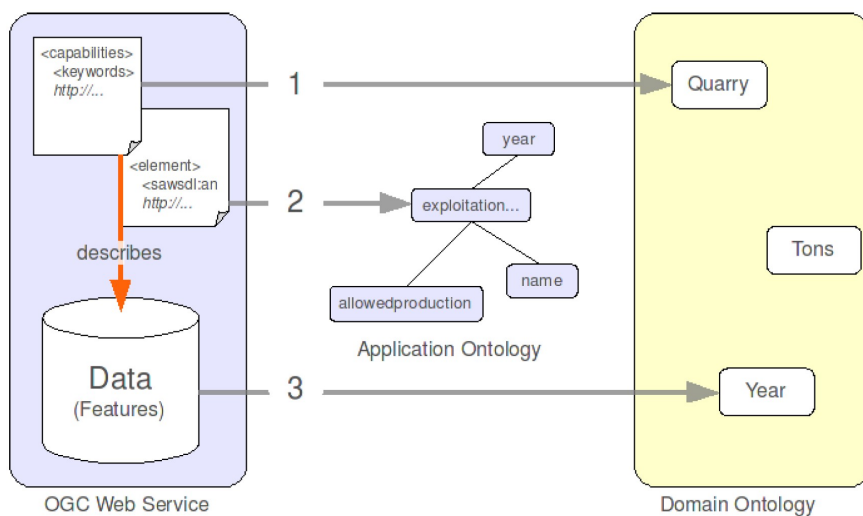 <capabilities>
<keywords>
http://...
1
Quarry
<element>
<sawsdl:an
http://...
2
year
exploitation...
allowedproduction
name
Application Ontology
Tons
describes
Data
(Features)
3
Year
OGC Web Service
Domain Ontology